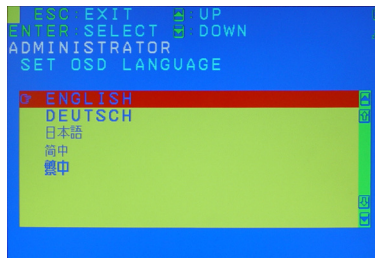 ESC:EXIT :UP
ENTER:SELECT :DOWN
ADMINISTRATOR
SET OSD LANGUAGE
ENGLISH
DEUTSCH
日本語
简中
繁中